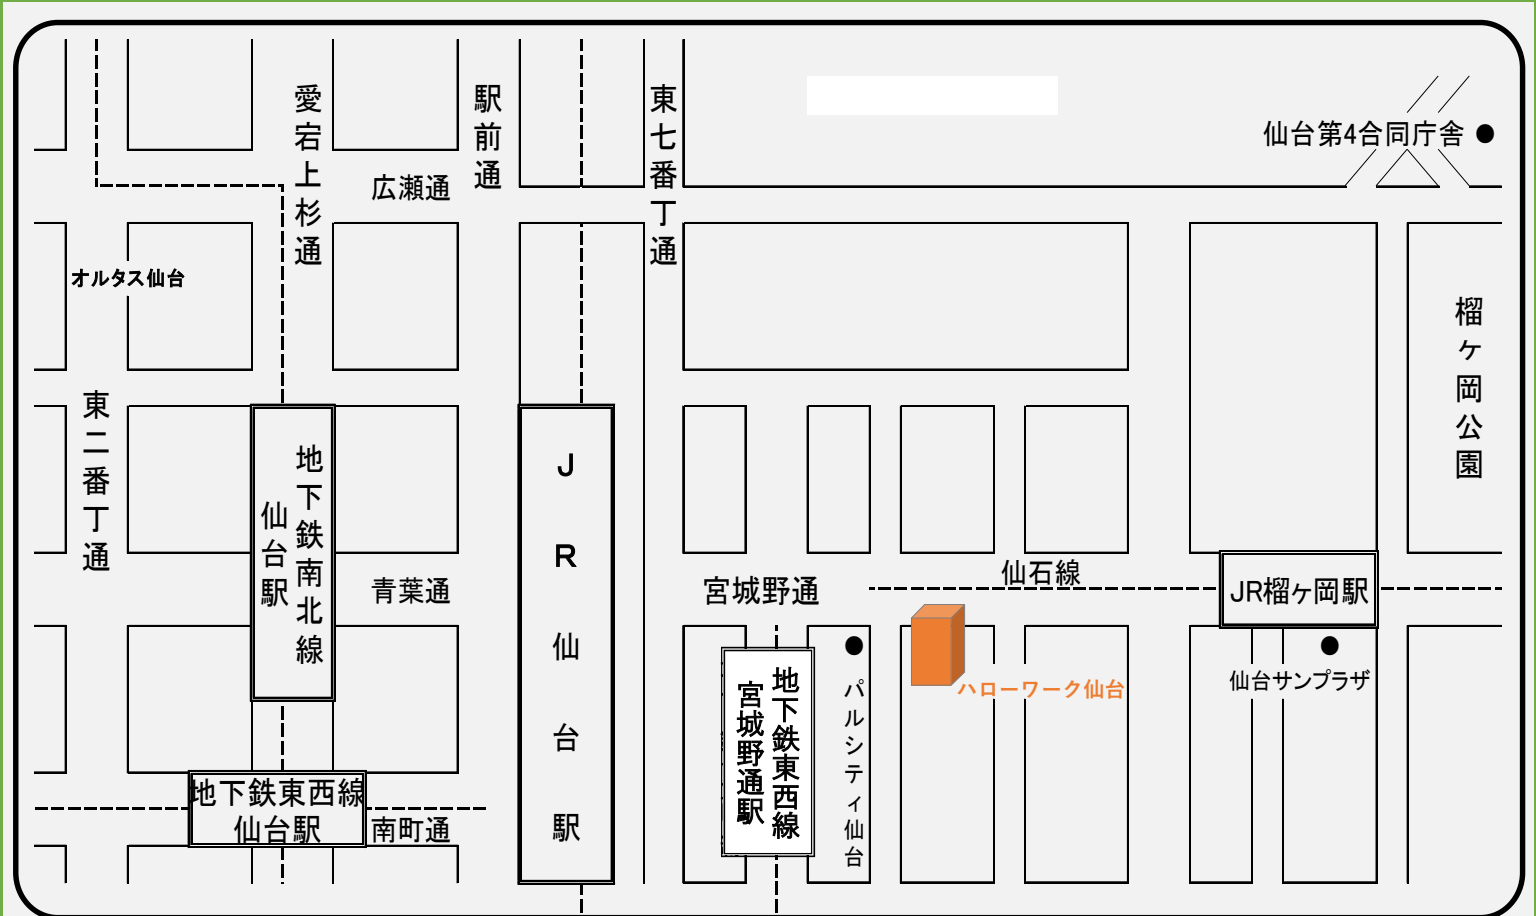 愛宕上杉通
駅前通
東七番丁通
仙台第4合同庁舎
広瀬通
オルタス仙台
榴ヶ岡公園
東二番丁通
地下鉄南北線
仙台駅
JR仙台駅
青葉通
宮城野通
仙石線
JR榴ヶ岡駅
ハローワーク仙台
仙台サンプラザ
地下鉄東西線
宮城野通駅
パルシティ仙台
地下鉄東西線
仙台駅
南町通